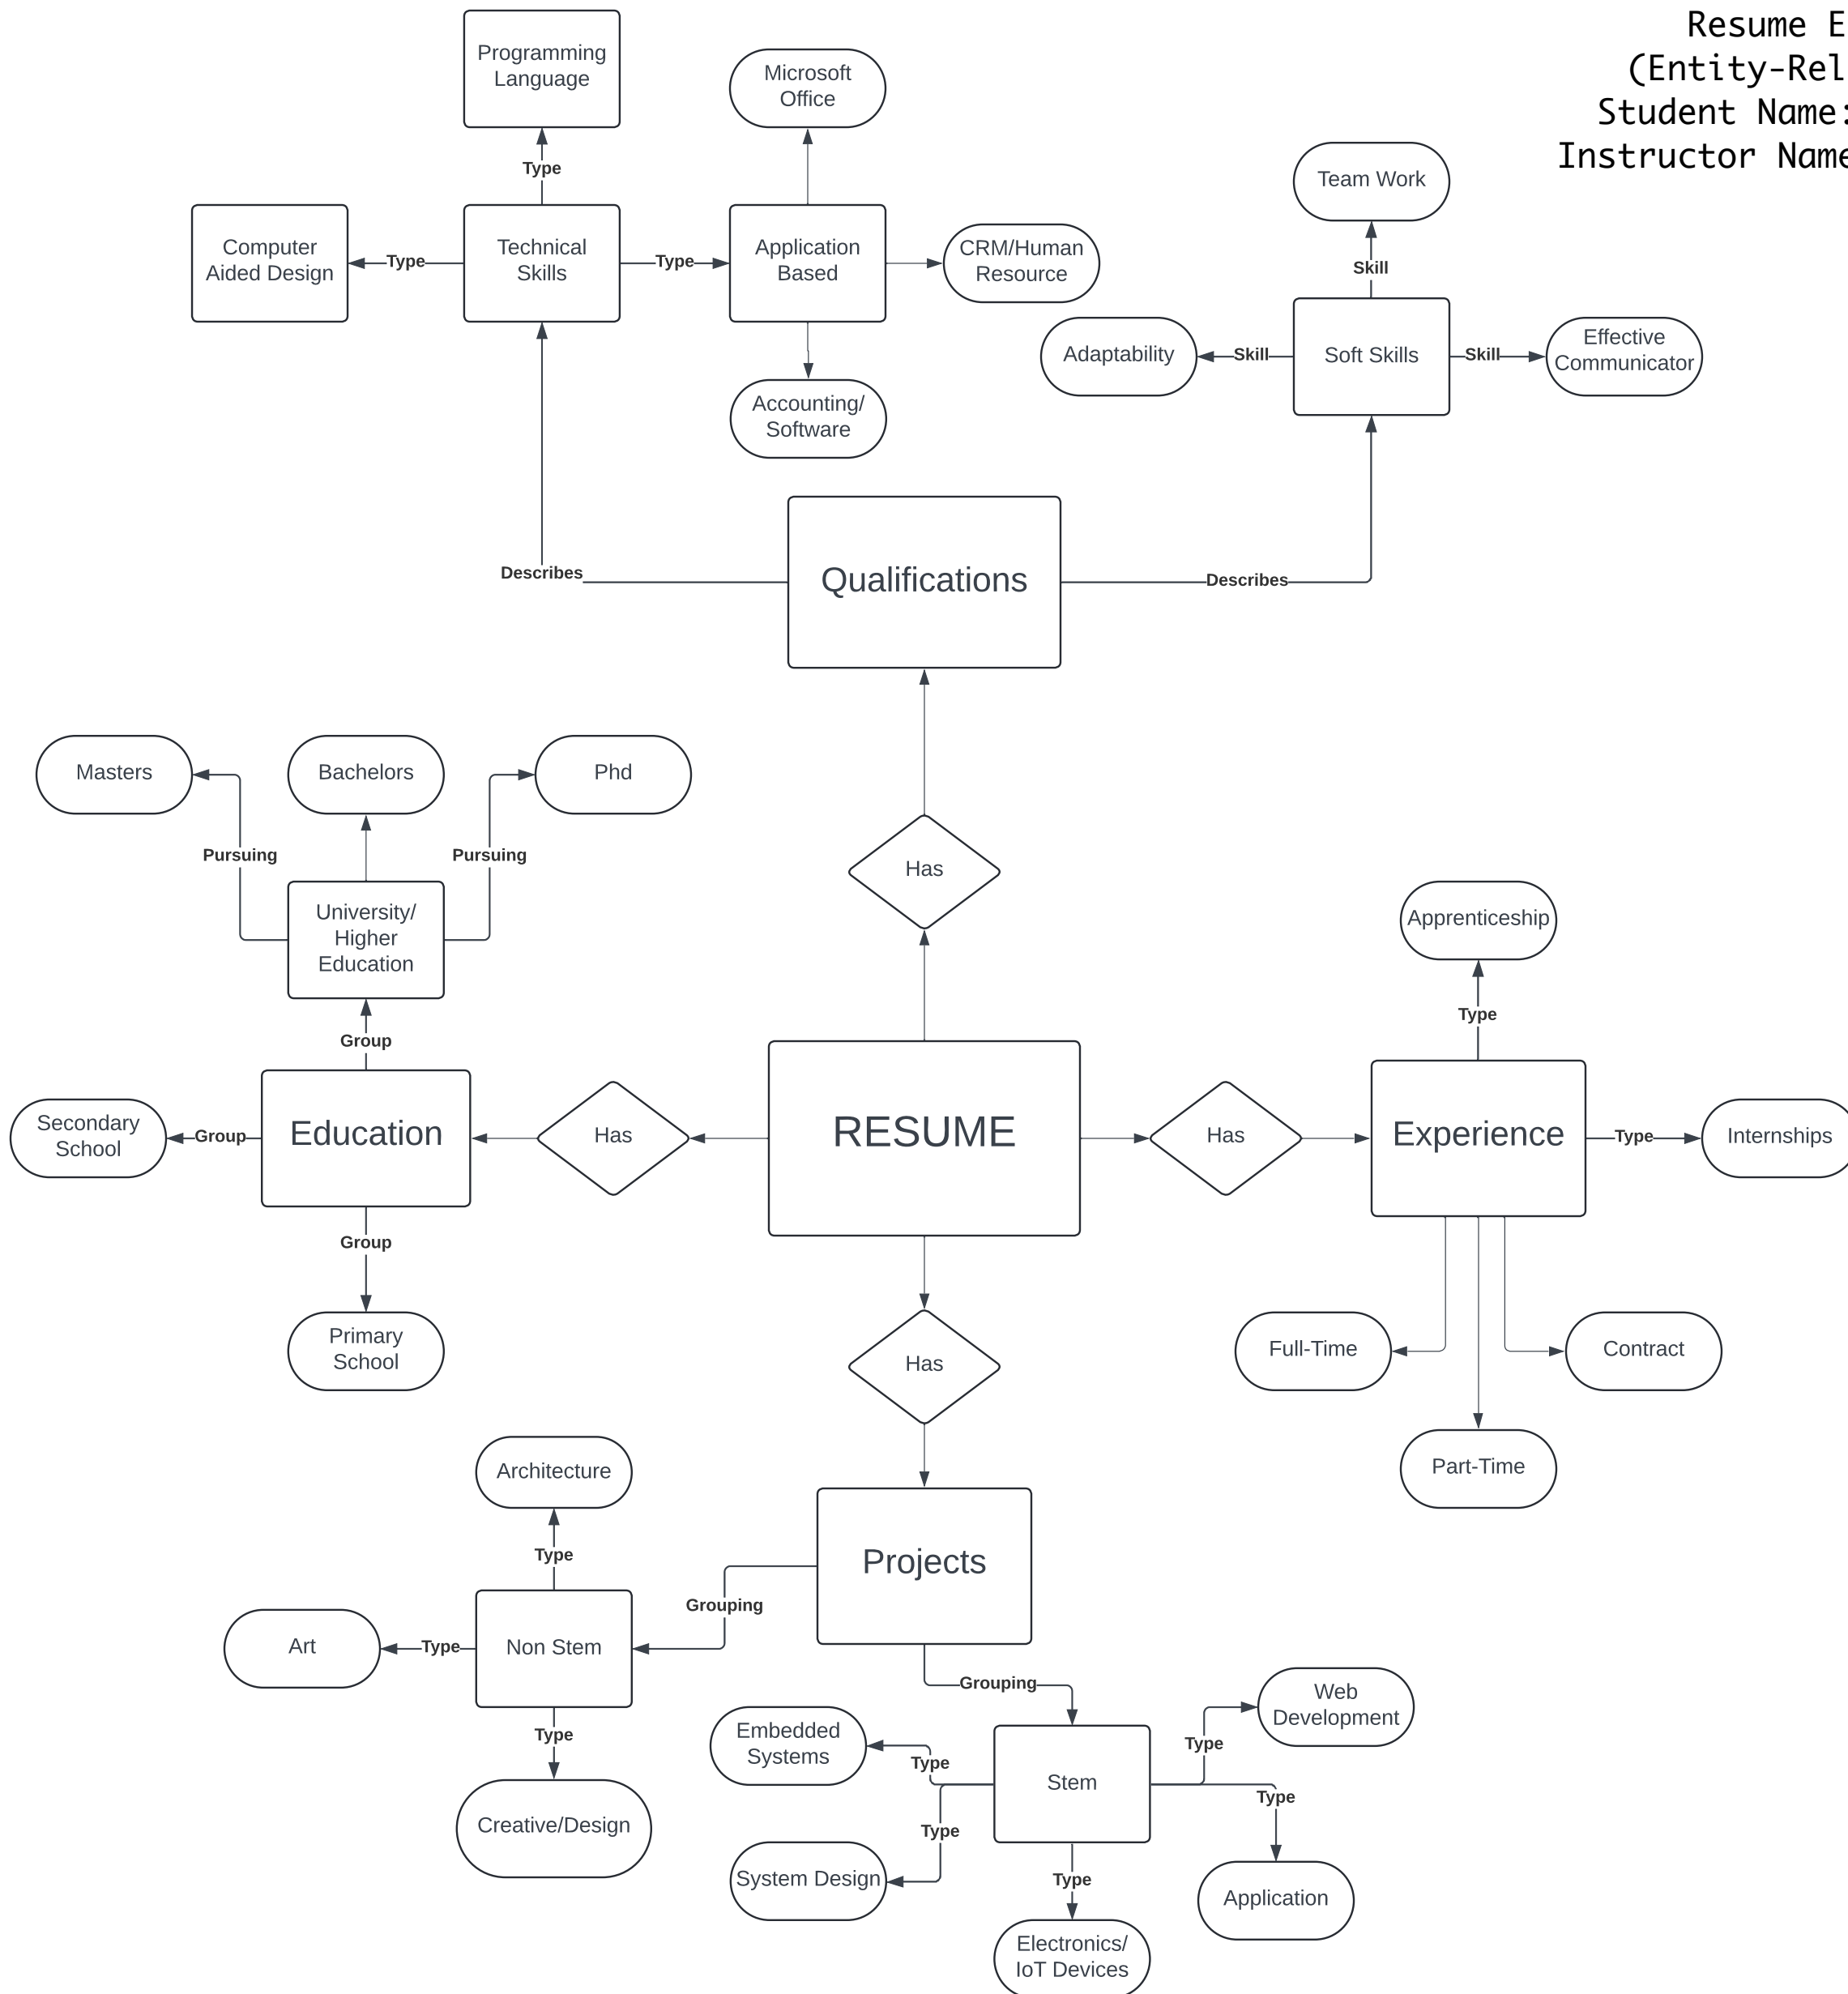 Resume E
(Entity-Rel
Student Name:
Instructor Name
Programming
Language
Microsoft
Office
Type
Team Work
Computer
Aided Design
Type
Technical
Skills
Type
Application
Based
CRM/Human
Resource
Skill
Adaptability
Skill
Soft Skills
Skill
Effective
Communicator
Accounting/
Software
Describes
Qualifications
Describes
Masters
Bachelors
Phd
Pursuing
Pursuing
Has
University/
Higher
Education
Apprenticeship
Group
Type
Secondary
School
Group
Education
Has
RESUME
Has
Experience
Type
Internships
Group
Primary
School
Has
Full-Time
Contract
Architecture
Part-Time
Type
Projects
Grouping
Art
Type
Non Stem
Grouping
Web
Development
Type
Embedded
Systems
Type
Type
Stem
Type
Creative/Design
Type
System Design
Type
Application
Electronics/
IoT Devices